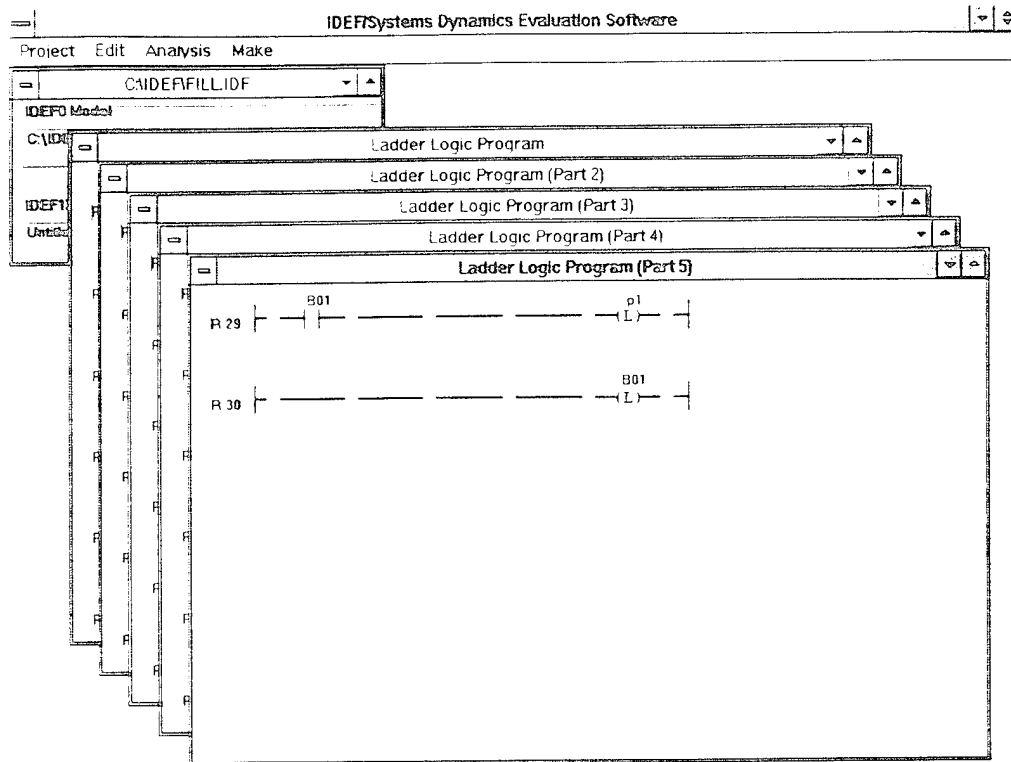 IDEF/Systems Dynamics Evaluation Software
Project Edit Analysis Make
C:\IDEF\FILL.IDF
IDEF0 Model
C:\IDE
IDEF1
Ladder Logic Program
Ladder Logic Program (Part 2)
Ladder Logic Program (Part 3)
Ladder Logic Program (Part 4)
Ladder Logic Program (Part 5)
B01 p1
R 29 L
B01
R 30 L